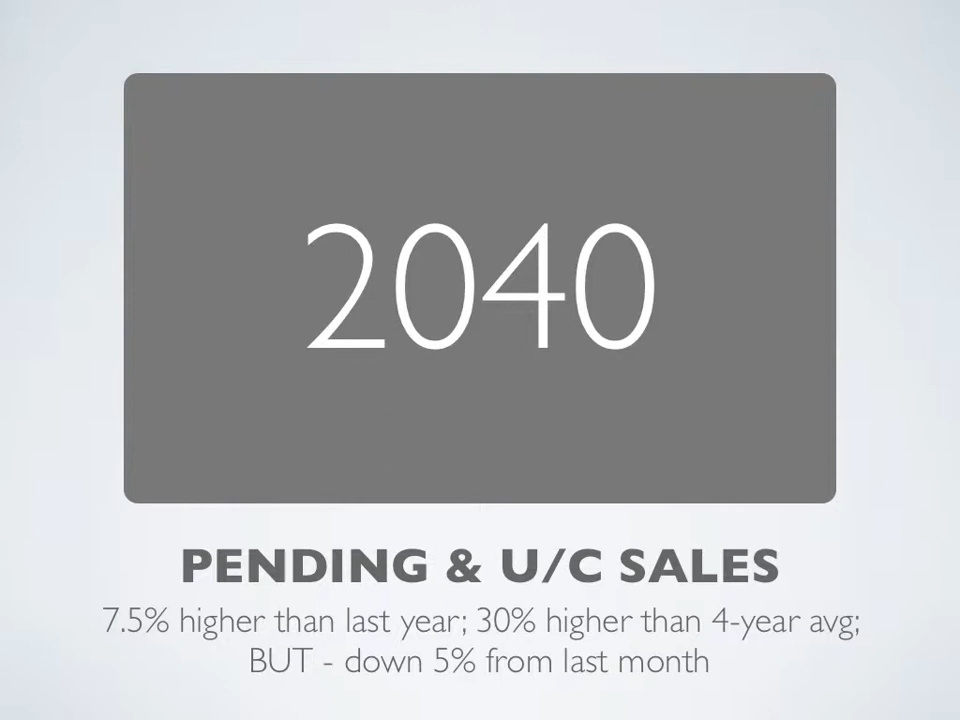 2040
PENDING & U/C SALES
7.5% higher than last year; 30% higher than 4-year avg;
BUT - down 5% from last month